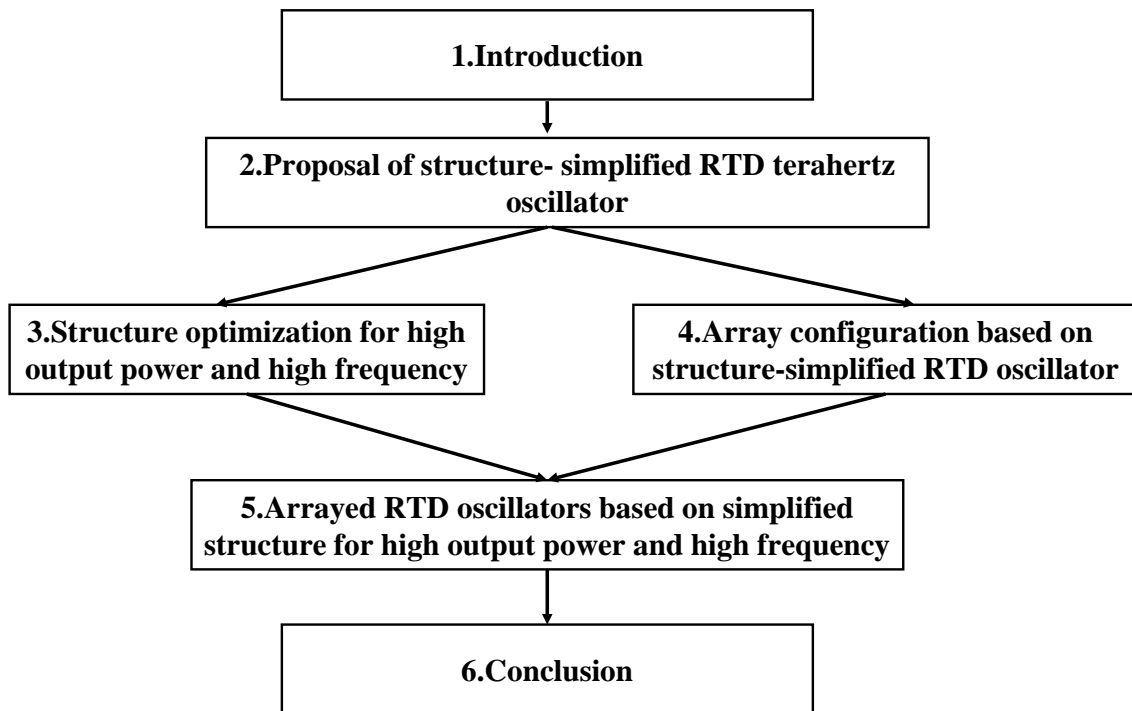 1.Introduction
2.Proposal of structure- simplified RTD terahertz
oscillator
3.Structure optimization for high
output power and high frequency
4.Array configuration based on
structure-simplified RTD oscillator
5.Arrayed RTD oscillators based on simplified
structure for high output power and high frequency
6.Conclusion